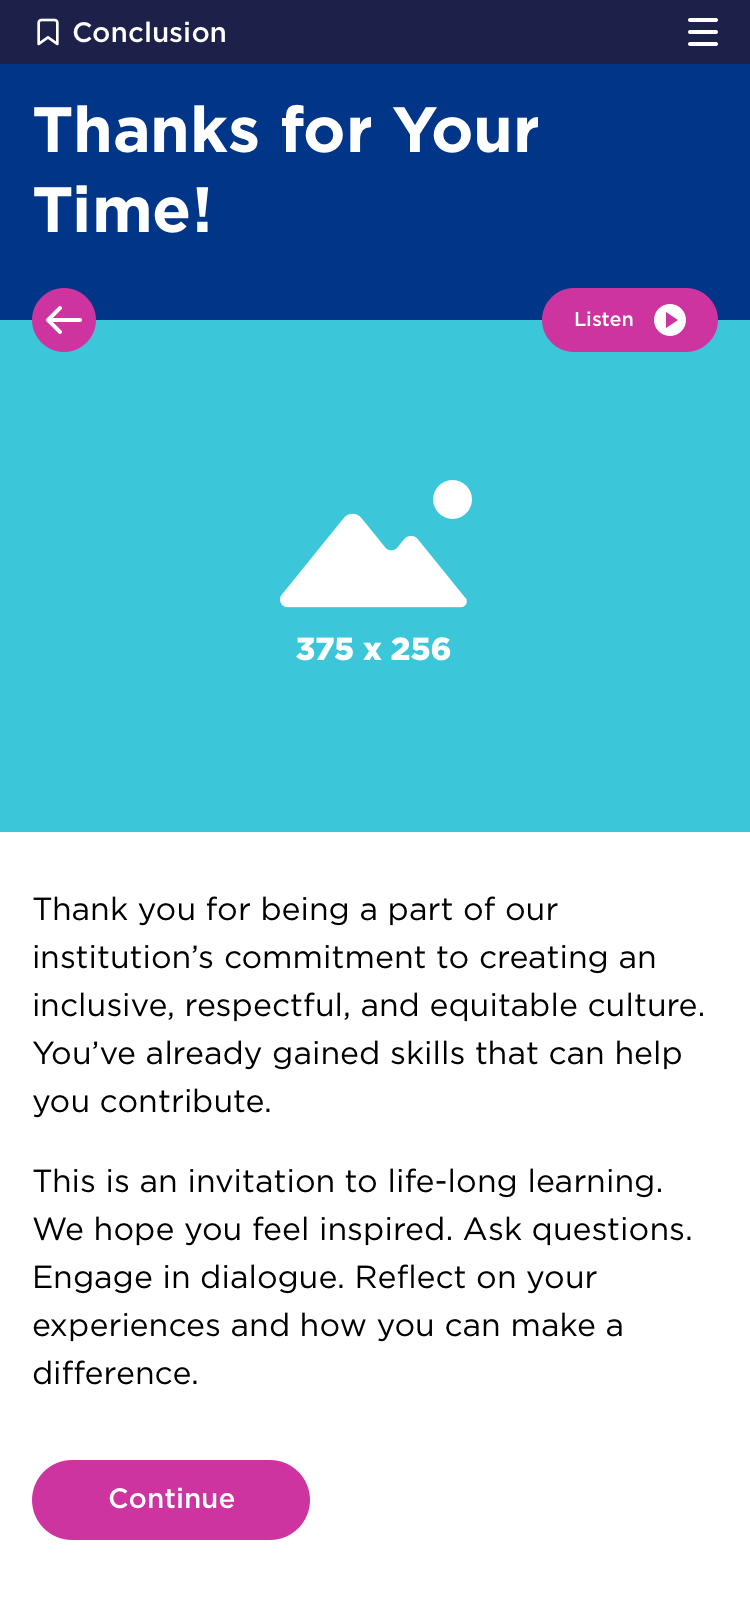 Conclusion
Thanks for Your
Time!
Listen
375 x 256
Thank you for being a part of our
institution’s commitment to creating an
inclusive, respectful, and equitable culture.
You’ve already gained skills that can help
you contribute.
This is an invitation to life-long learning.
We hope you feel inspired. Ask questions.
Engage in dialogue. Reflect on your
experiences and how you can make a
difference.
Continue